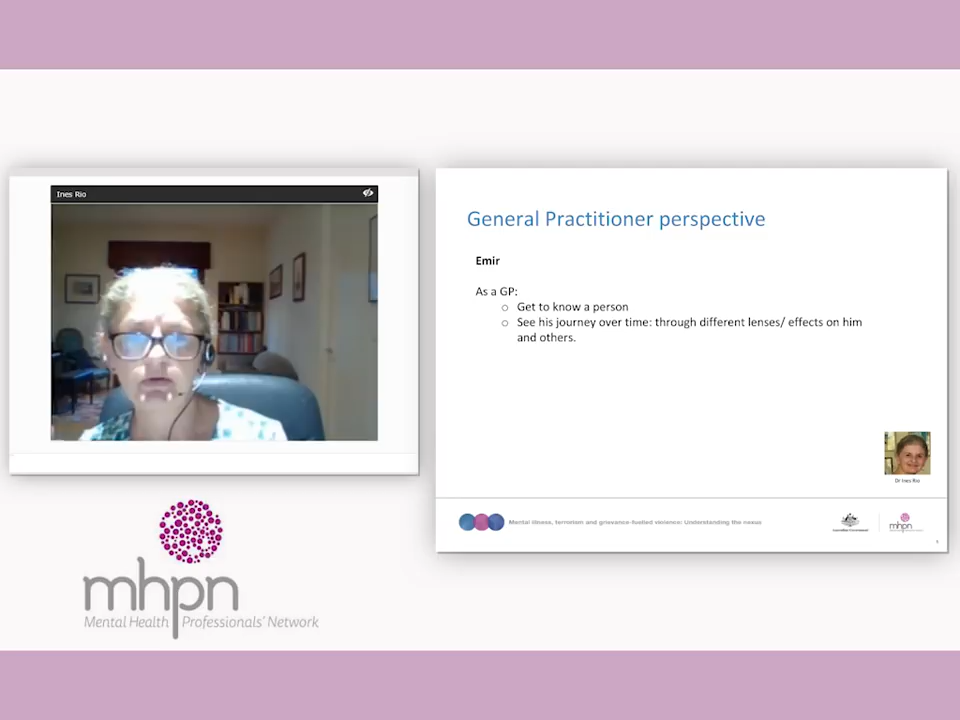 Ines Rio
General Practitioner perspective
Emir
As a GP:
○ Get to know a person
○ See his journey over time: through different lenses/ effects on him
and others.
Dr Ines Rio
Mental illness, terrorism and grievance-fuelled violence: Understanding the nexus
mhpn
mhpn
Mental Health Professionals' Network